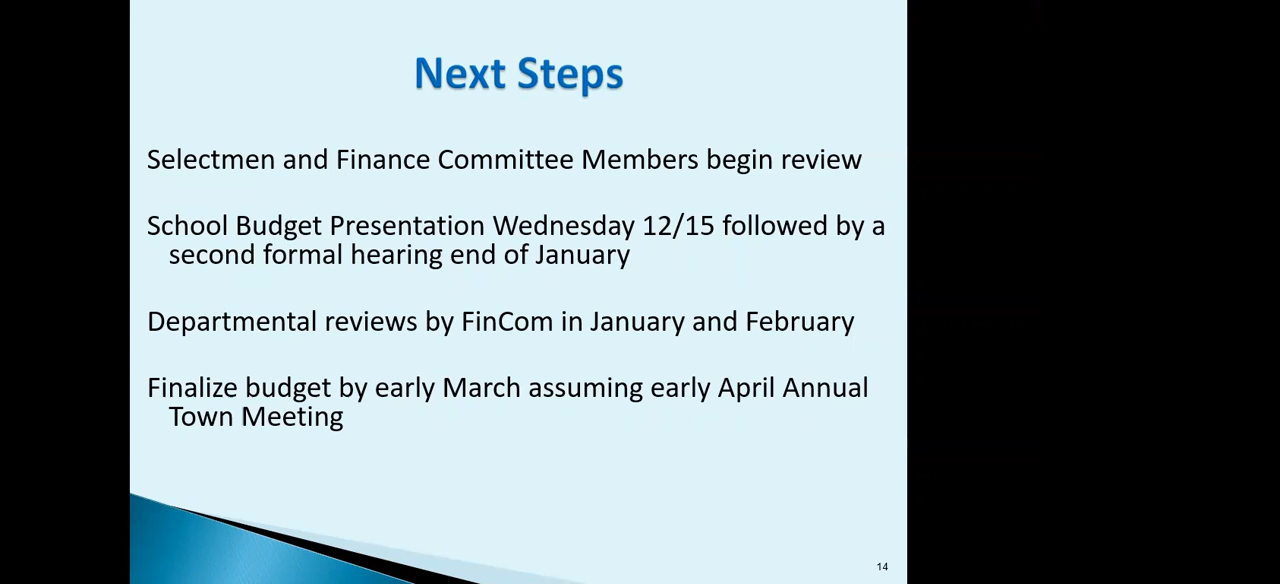 Next Steps
Selectmen and Finance Committee Members begin review
School Budget Presentation Wednesday 12/15 followed by a
second formal hearing end of January
Departmental reviews by FinCom in January and February
Finalize budget by early March assuming early April Annual
Town Meeting
14